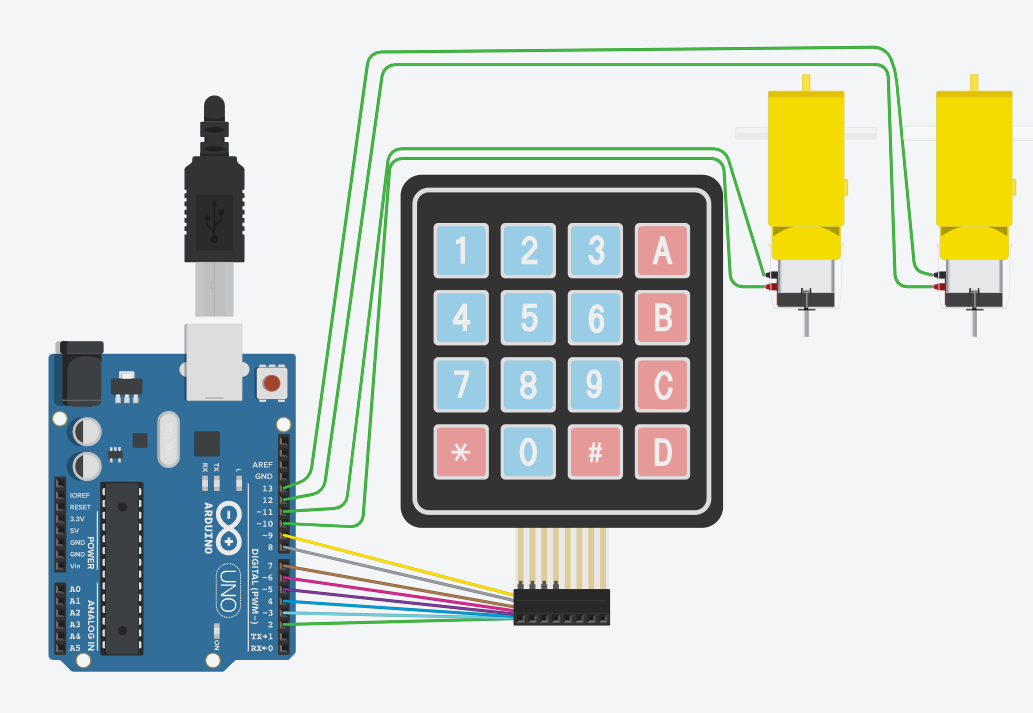 1 2 3 A
4 5 6 B
7 8 9 C
* 0 # D
RX TX L
AREF
GND
13
12
~11
~10
~9
8
7
~6
~5
4
~3
2
TX→1
RX←0
DIGITAL (PWM~)
ARDUINO
UNO
ON
IOREF
RESET
3.3V
5V
GND
GND
Vin
POWER
A0
A1
A2
A3
A4
A5
ANALOG IN